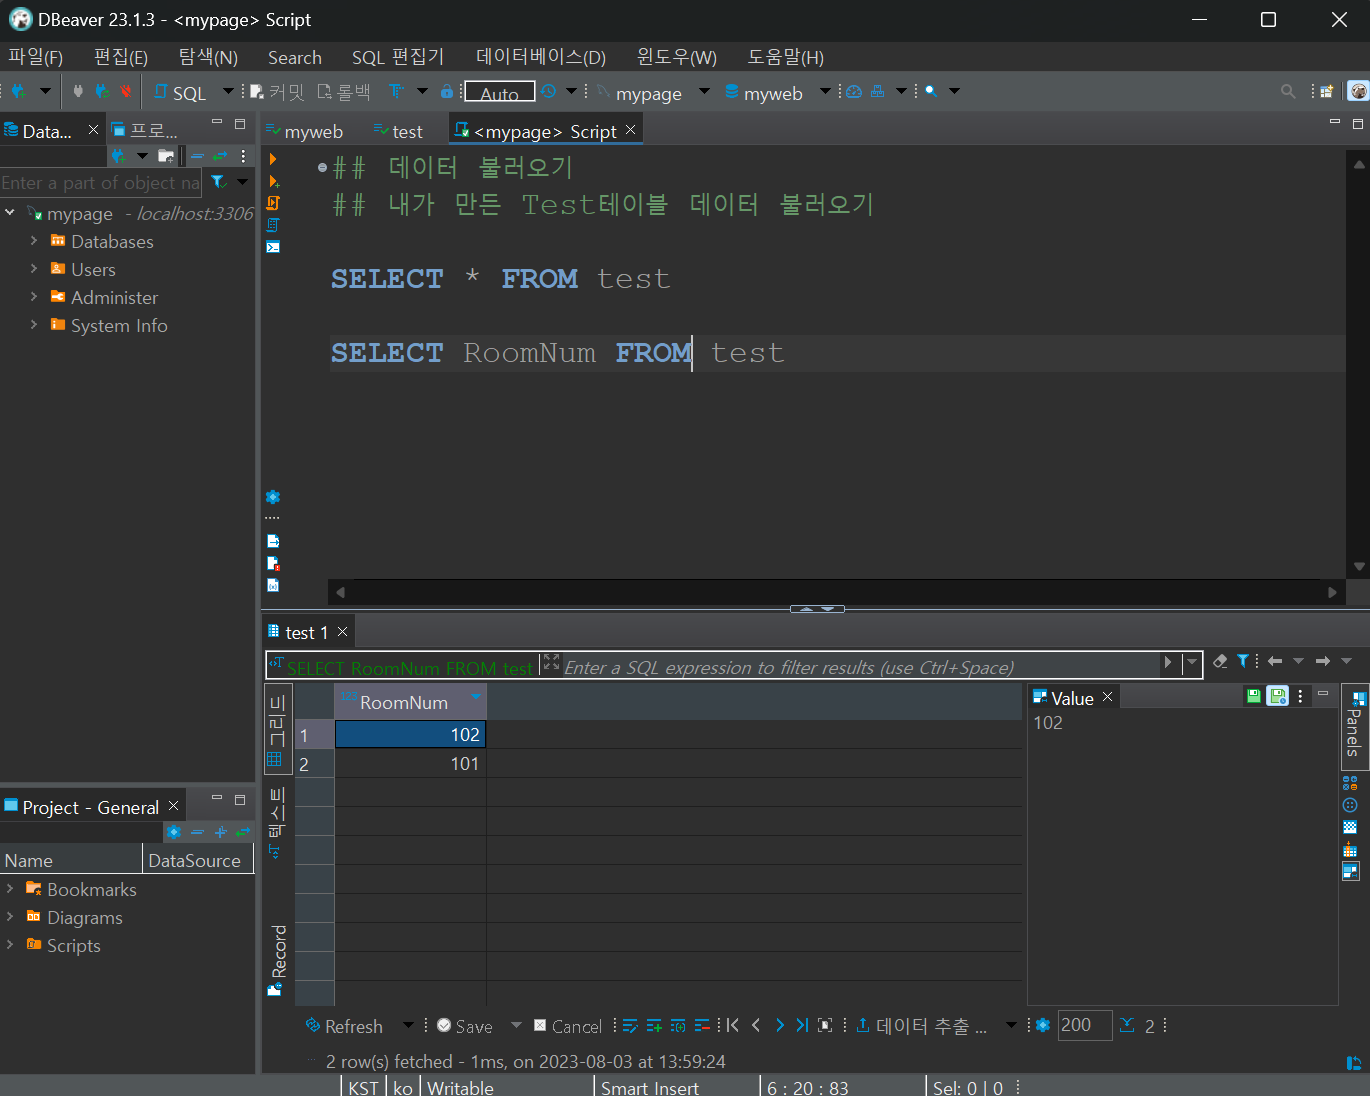 DBeaver 23.1.3 - <mypage> Script
파일(F) 편집(E) 탐색(N) Search SQL 편집기 데이터베이스(D) 윈도우(W) 도움말(H)
SQL 커밋 롤백 Auto mypage myweb
Data... 프로...
myweb test <mypage> Script
Enter a part of object na
mypage - localhost:3306
Databases
Users
Administer
System Info
## 데이터 불러오기
## 내가 만든 Test테이블 데이터 불러오기
SELECT * FROM test
SELECT RoomNum FROM test
test 1
SELECT RoomNum FROM test Enter a SQL expression to filter results (use Ctrl+Space)
그리드
텍스트
Record
123 RoomNum
1 102
2 101
Value
102
Panels
Project - General
Name DataSource
Bookmarks
Diagrams
Scripts
Refresh Save Cancel 데이터 추출 ... 200 2
2 row(s) fetched - 1ms, on 2023-08-03 at 13:59:24
KST ko Writable Smart Insert 6 : 20 : 83 Sel: 0 | 0